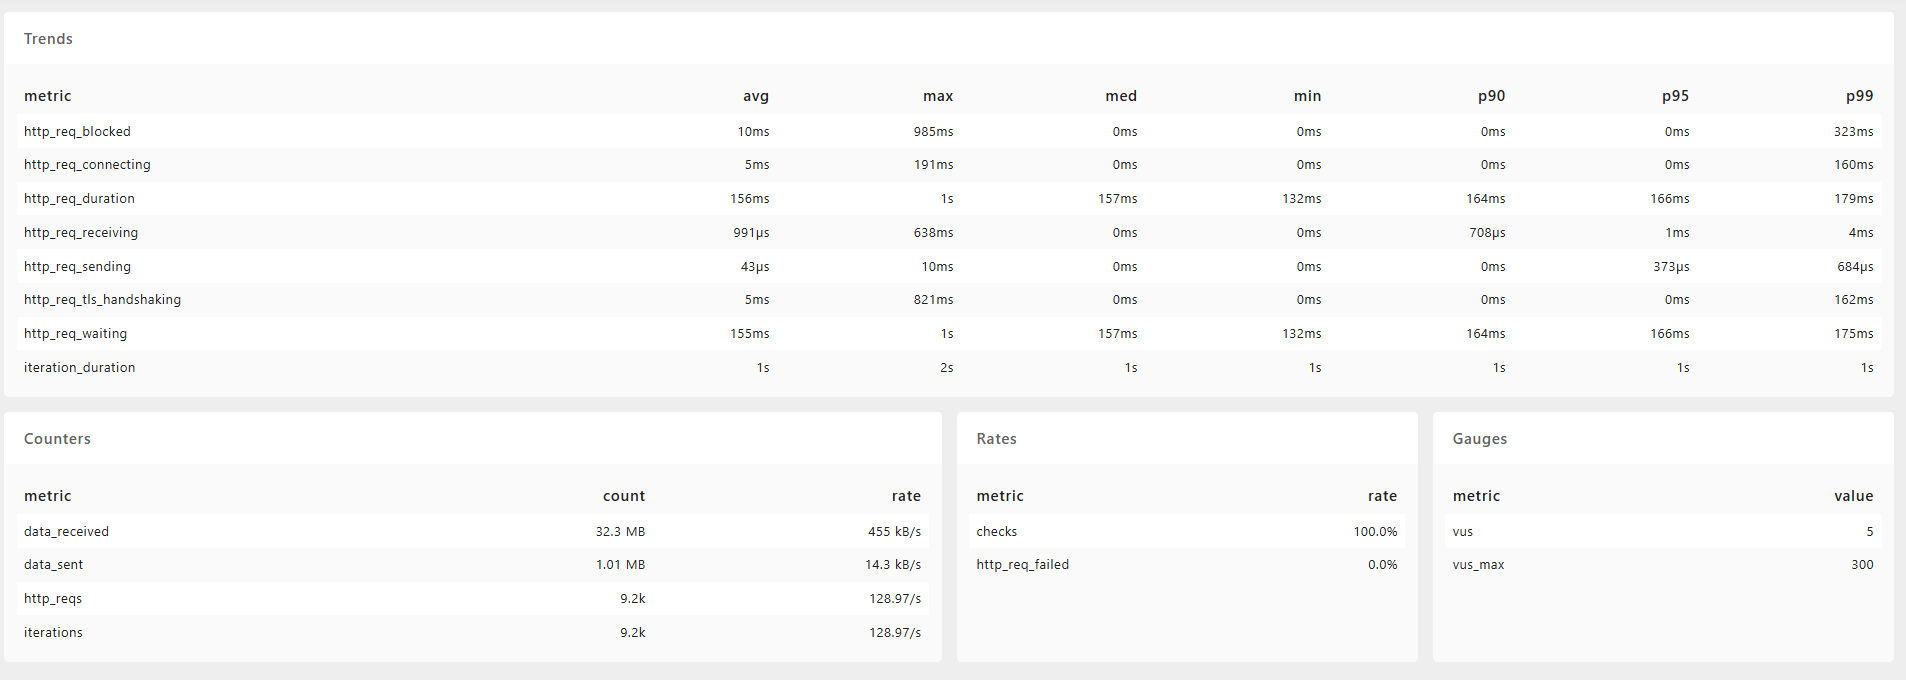 Trends
metric avg max med min p90 p95 p99
http_req_blocked 10ms 985ms 0ms 0ms 0ms 0ms 323ms
http_req_connecting 5ms 191ms 0ms 0ms 0ms 0ms 160ms
http_req_duration 156ms 1s 157ms 132ms 164ms 166ms 179ms
http_req_receiving 991µs 638ms 0ms 0ms 708µs 1ms 4ms
http_req_sending 43µs 10ms 0ms 0ms 0ms 373µs 684µs
http_req_tls_handshaking 5ms 821ms 0ms 0ms 0ms 0ms 162ms
http_req_waiting 155ms 1s 157ms 132ms 164ms 166ms 175ms
iteration_duration 1s 2s 1s 1s 1s 1s 1s
Counters
metric count rate
data_received 32.3 MB 455 kB/s
data_sent 1.01 MB 14.3 kB/s
http_reqs 9.2k 128.97/s
iterations 9.2k 128.97/s
Rates
metric rate
checks 100.0%
http_req_failed 0.0%
Gauges
metric value
vus 5
vus_max 300